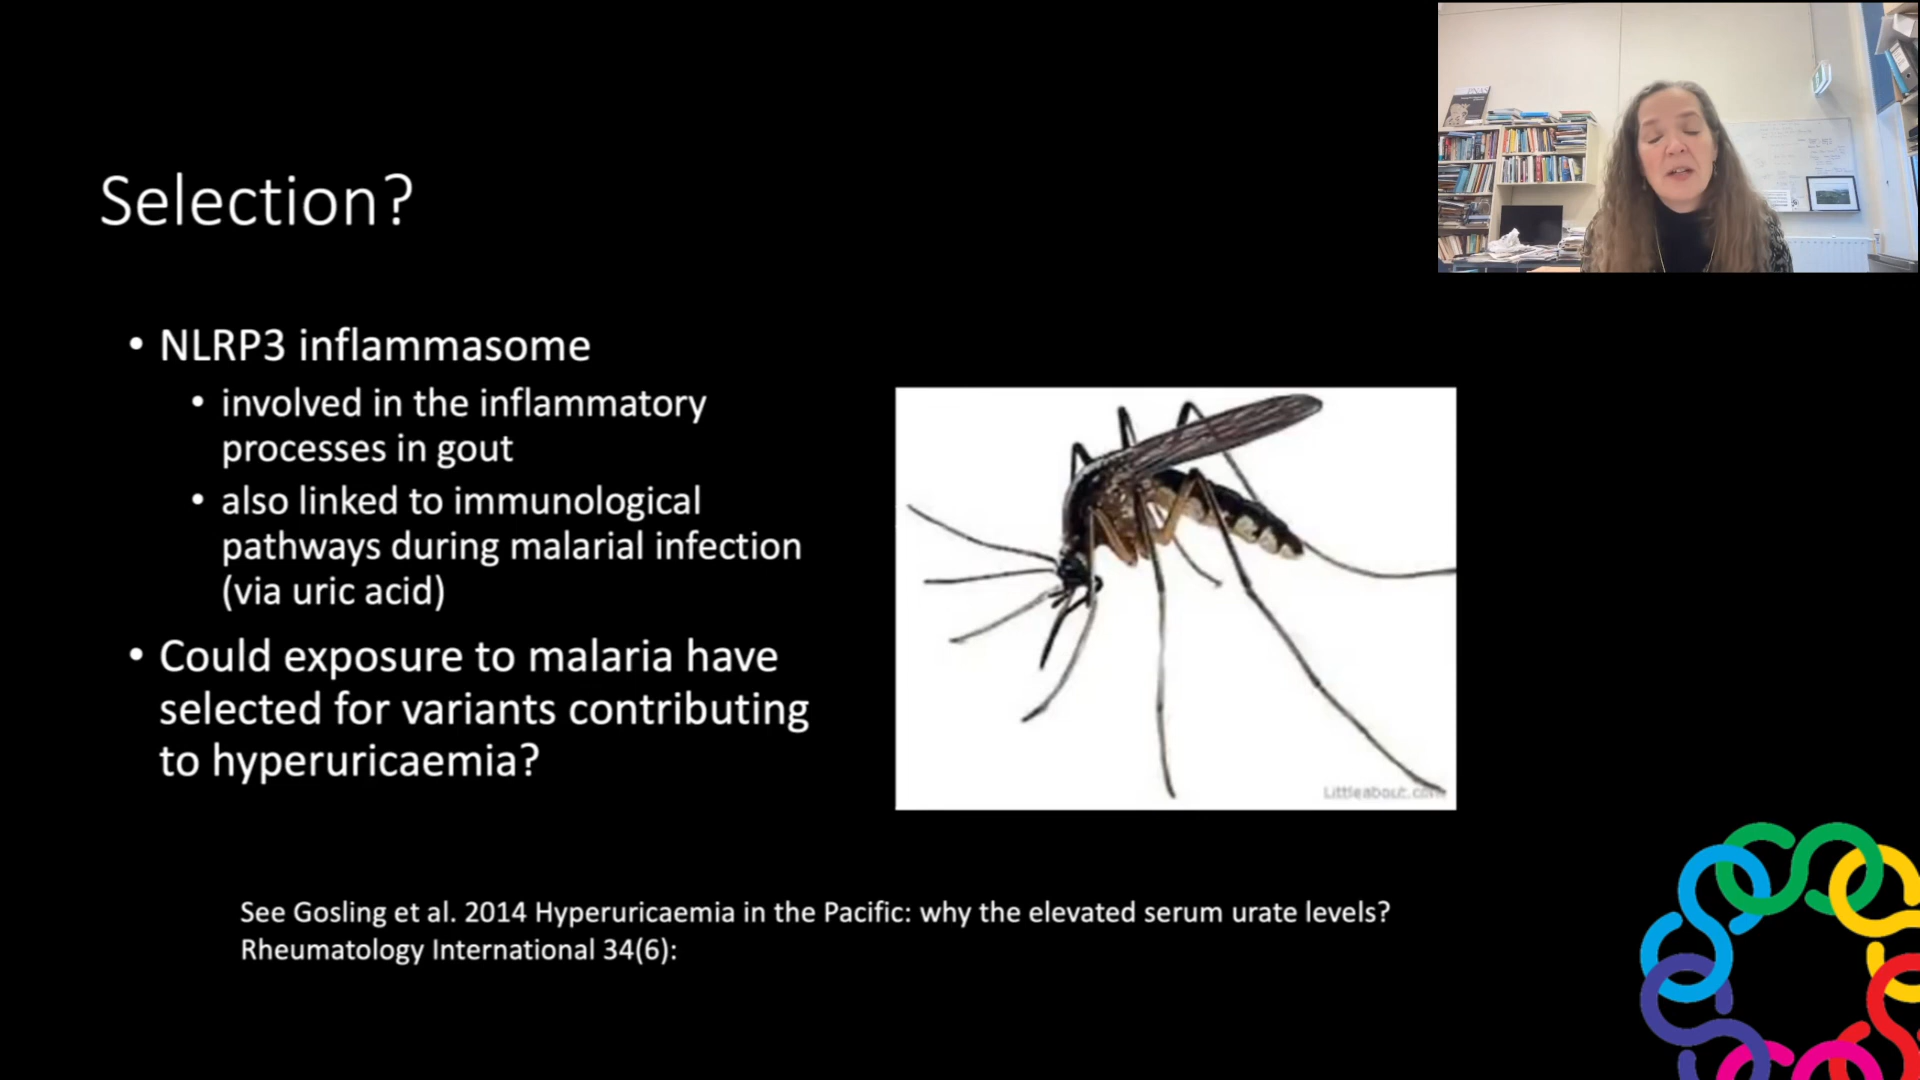 Selection?
• NLRP3 inflammasome
• involved in the inflammatory
processes in gout
• also linked to immunological
pathways during malarial infection
(via uric acid)
• Could exposure to malaria have
selected for variants contributing
to hyperuricaemia?
Littleabout.com
See Gosling et al. 2014 Hyperuricaemia in the Pacific: why the elevated serum urate levels?
Rheumatology International 34(6):